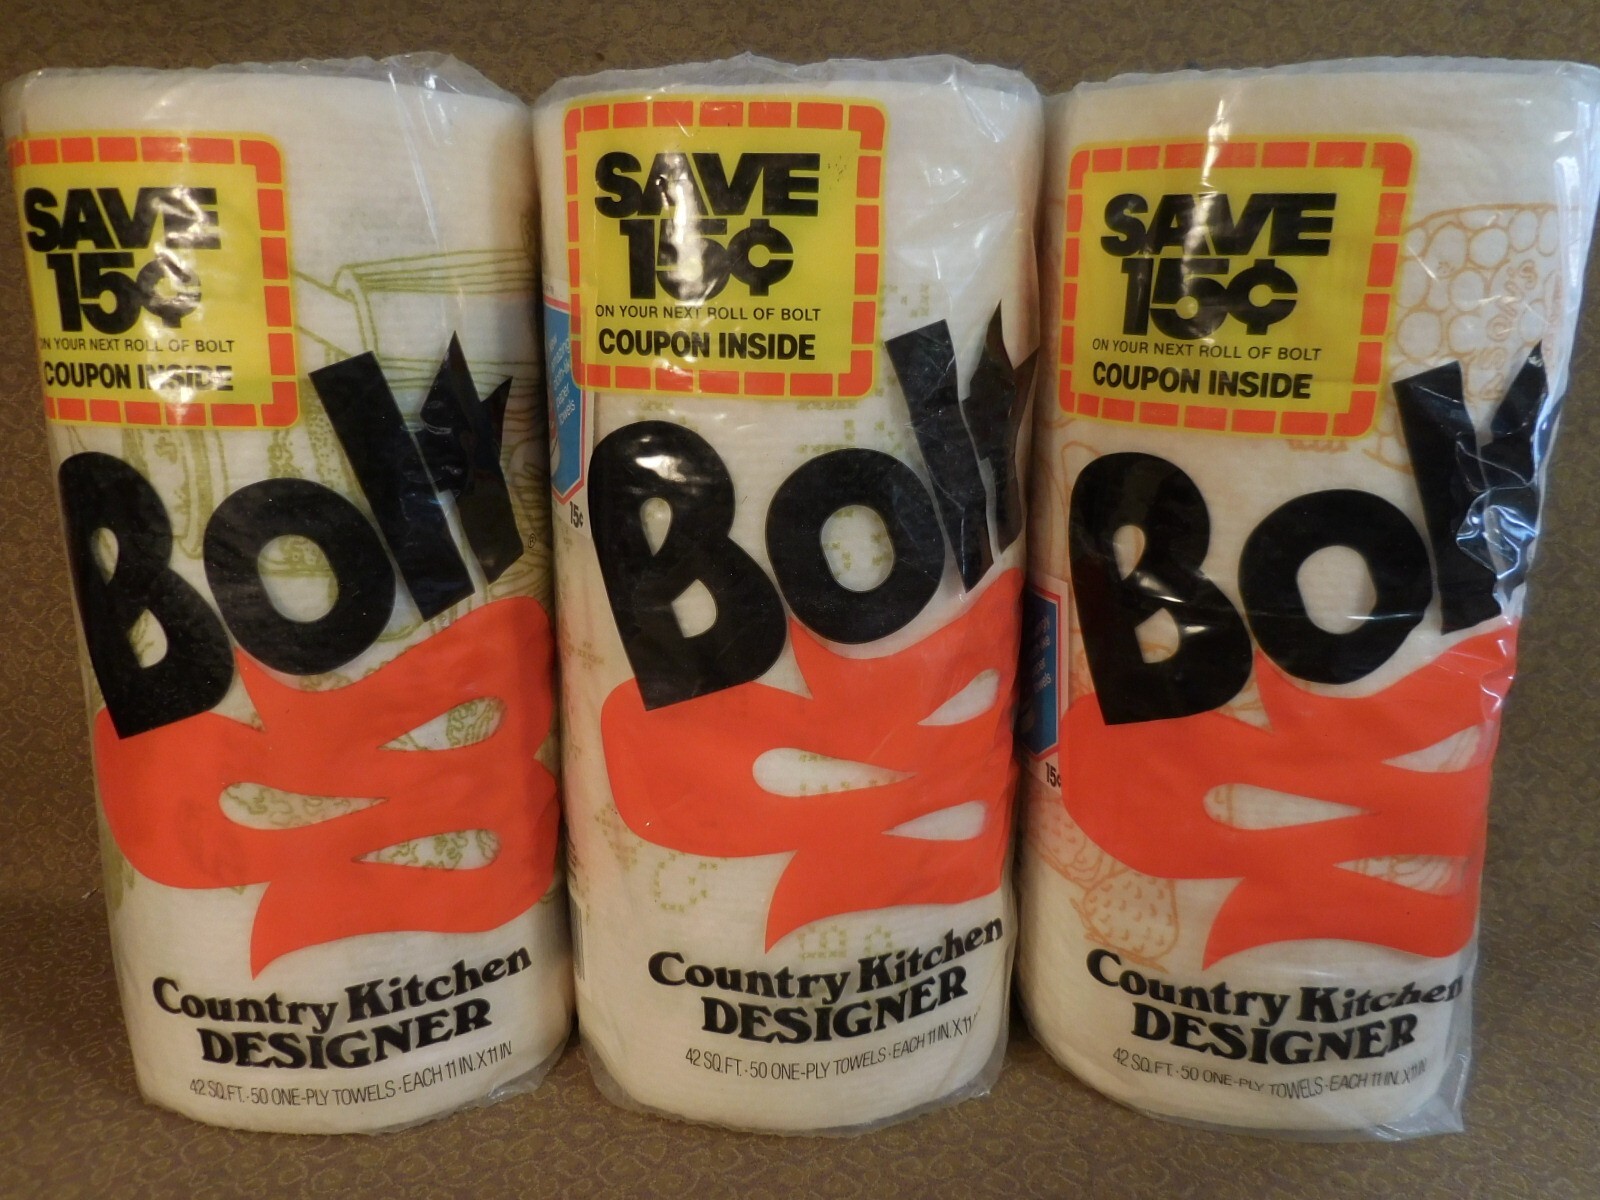 SAVE
15¢
ON YOUR NEXT ROLL OF BOLT
COUPON INSIDE
Bolt
®
Country Kitchen
DESIGNER
42 SQ.FT.·50 ONE-PLY TOWELS·EACH 11 IN. X 11 IN
SAVE
15¢
ON YOUR NEXT ROLL OF BOLT
COUPON INSIDE
paper
towels
15¢
Bolt
Country Kitchen
DESIGNER
42 SQ.FT.·50 ONE-PLY TOWELS·EACH 11 IN. X 11
SAVE
15¢
ON YOUR NEXT ROLL OF BOLT
COUPON INSIDE
15¢
Bolt
Country Kitchen
DESIGNER
42 SQ.FT.·50 ONE-PLY TOWELS·EACH 11 IN. X 11 IN